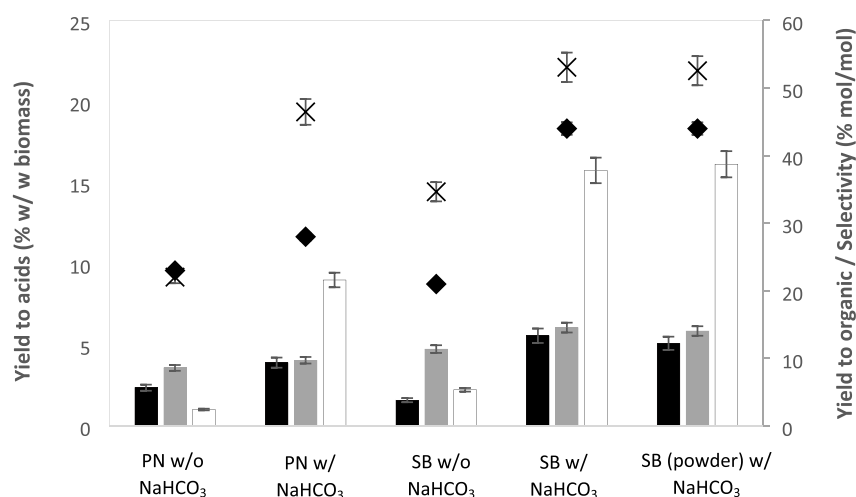 Yield to acids (% w/ w biomass)
25
20
15
10
5
0
60
50
40
30
20
10
0
Yield to organic / Selectivity (% mol/mol)
PN w/o
NaHCO₃
PN w/
NaHCO₃
SB w/o
NaHCO₃
SB w/
NaHCO₃
SB (powder) w/
NaHCO₃